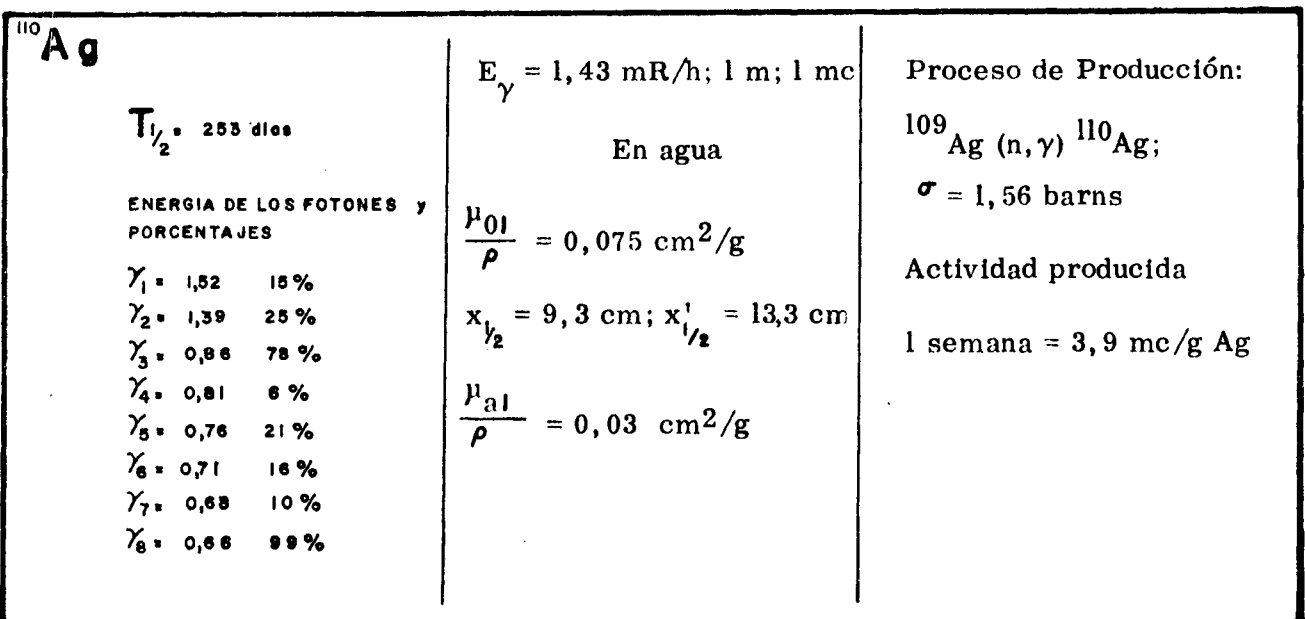 ¹¹⁰Ag
T₁/₂ = 253 dias
ENERGIA DE LOS FOTONES y
PORCENTAJES
γ₁ = 1,52 15 %
γ₂ = 1,39 25 %
γ₃ = 0,86 78 %
γ₄ = 0,81 6 %
γ₅ = 0,76 21 %
γ₆ = 0,71 16 %
γ₇ = 0,68 10 %
γ₈ = 0,66 99 %
E_γ = 1,43 mR/h; 1 m; 1 mc
En agua
μ₀₁/ρ = 0,075 cm²/g
x₁/₂ = 9,3 cm; x'₁/₂ = 13,3 cm
μₐ₁/ρ = 0,03 cm²/g
Proceso de Producción:
¹⁰⁹Ag (n,γ) ¹¹⁰Ag;
σ = 1,56 barns
Actividad producida
1 semana = 3,9 mc/g Ag